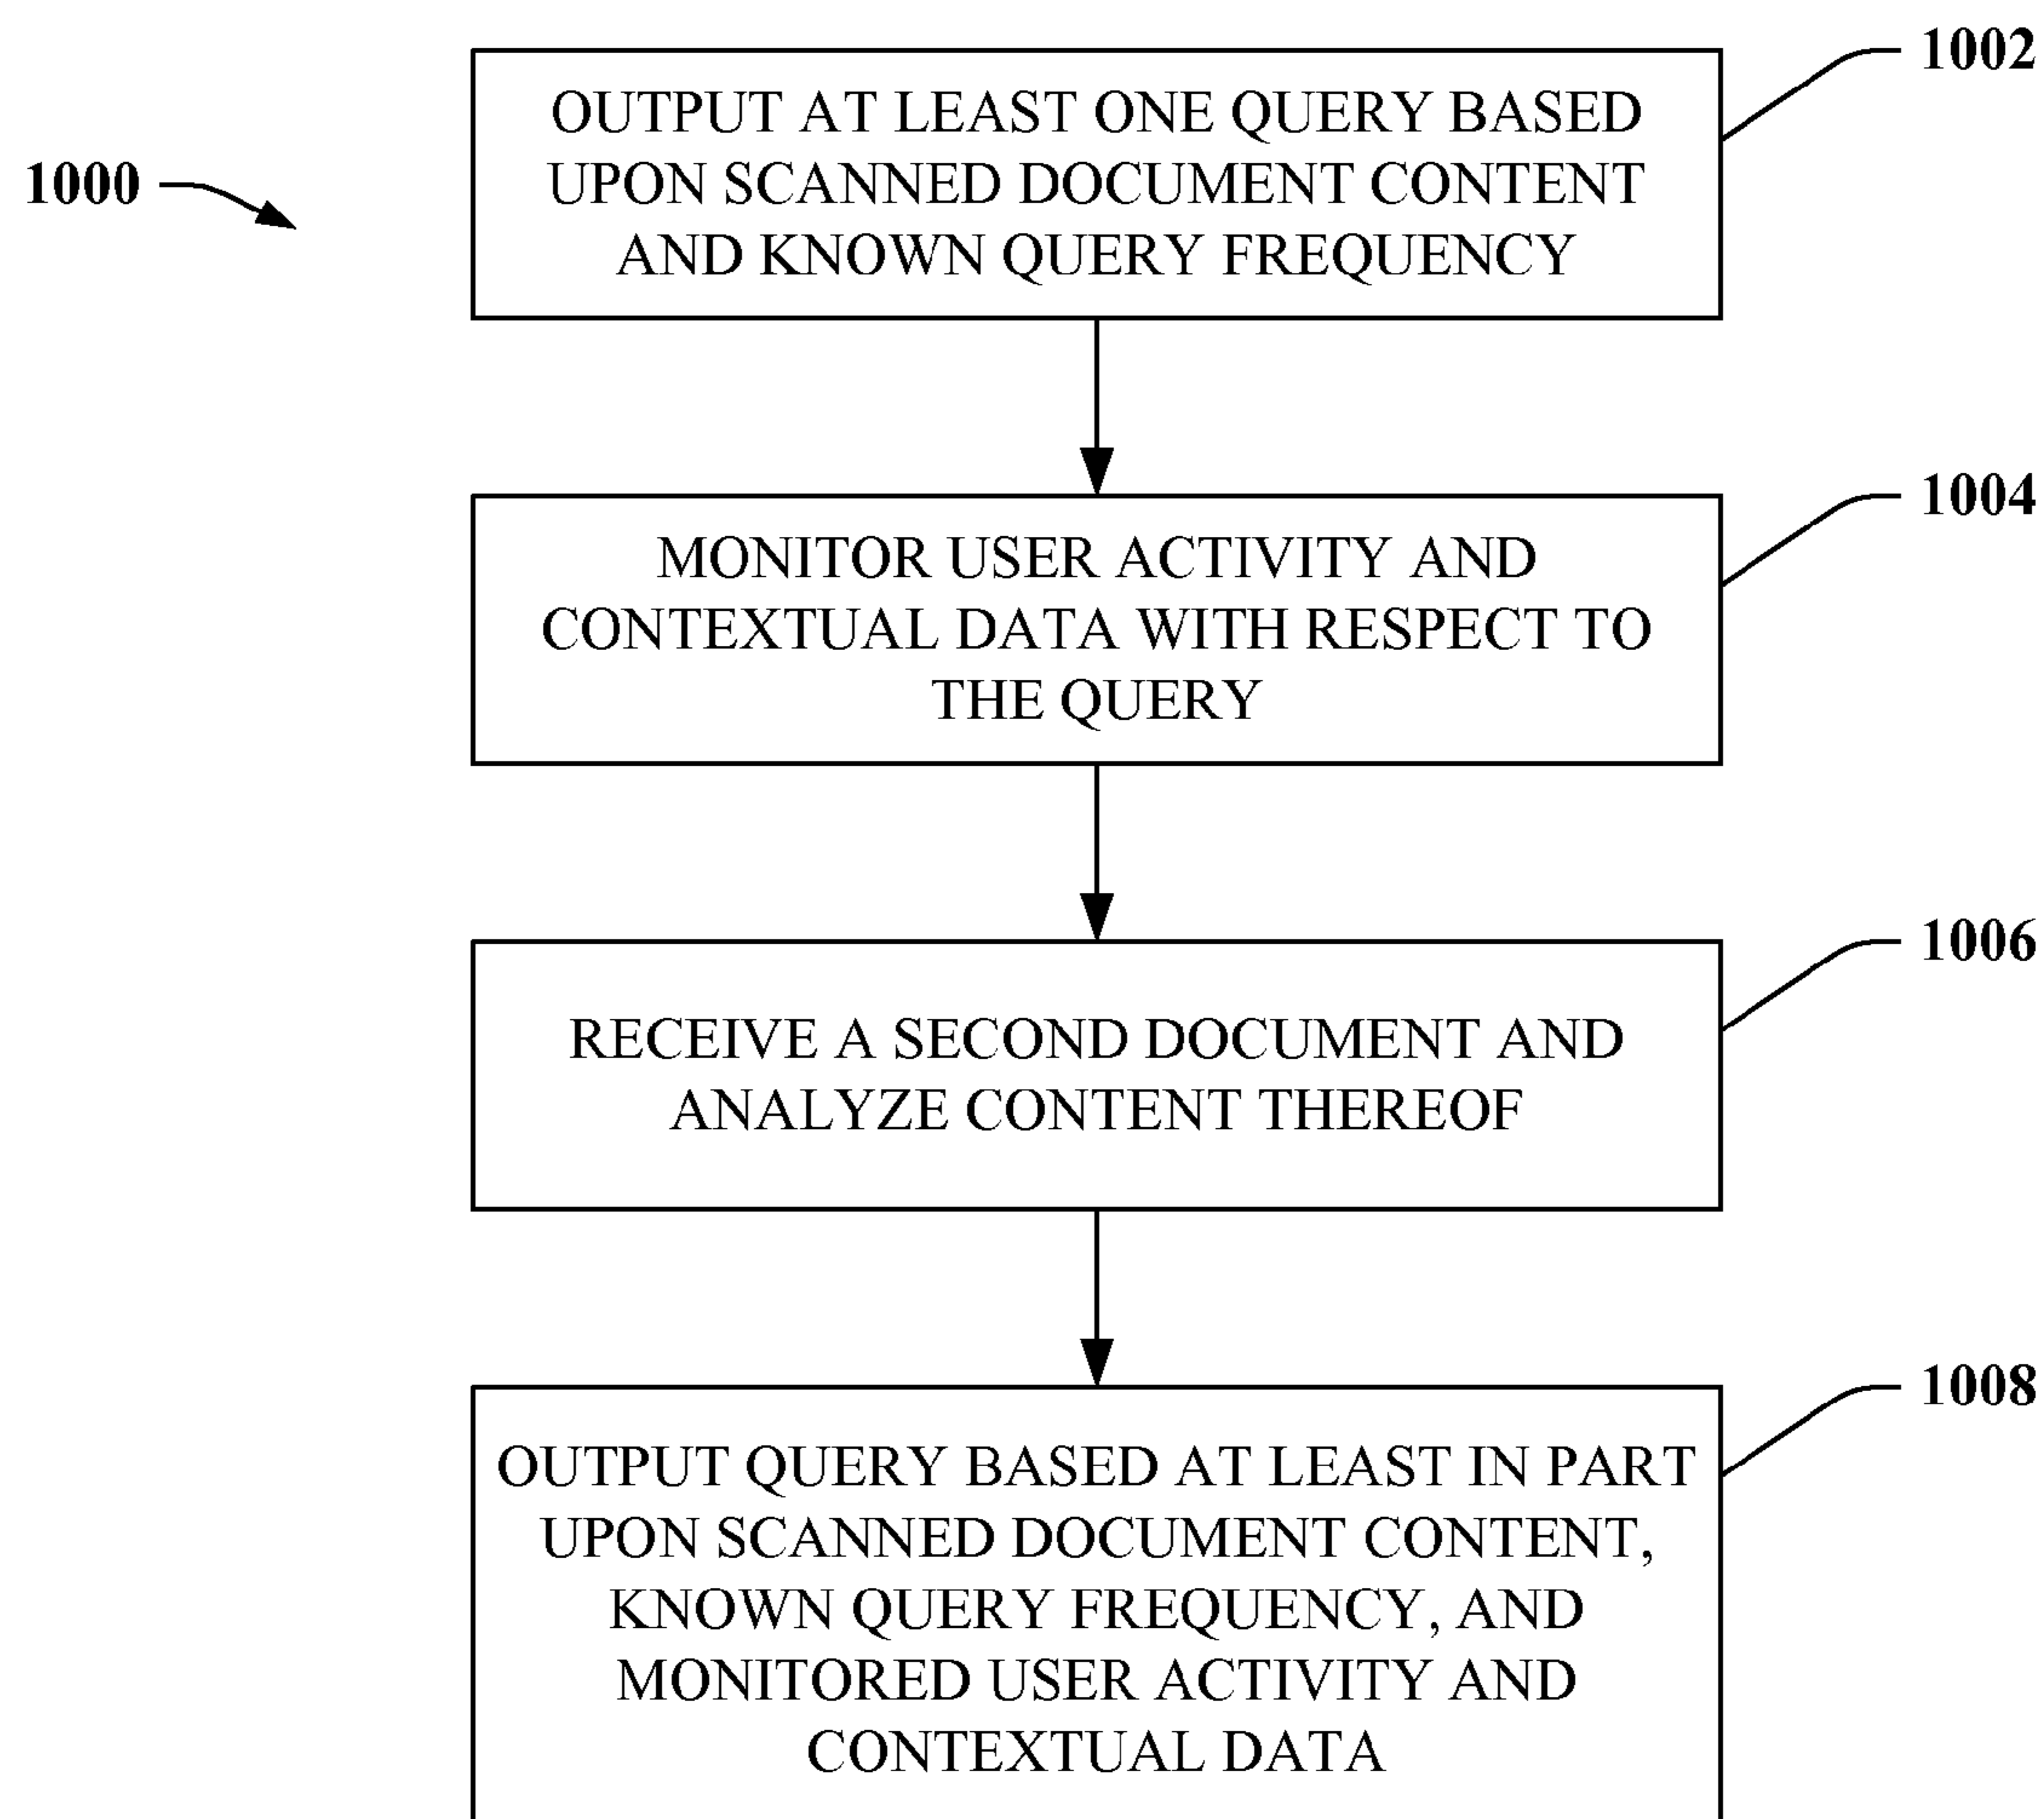 1002
OUTPUT AT LEAST ONE QUERY BASED
UPON SCANNED DOCUMENT CONTENT
AND KNOWN QUERY FREQUENCY
1000
1004
MONITOR USER ACTIVITY AND
CONTEXTUAL DATA WITH RESPECT TO
THE QUERY
1006
RECEIVE A SECOND DOCUMENT AND
ANALYZE CONTENT THEREOF
1008
OUTPUT QUERY BASED AT LEAST IN PART
UPON SCANNED DOCUMENT CONTENT,
KNOWN QUERY FREQUENCY, AND
MONITORED USER ACTIVITY AND
CONTEXTUAL DATA